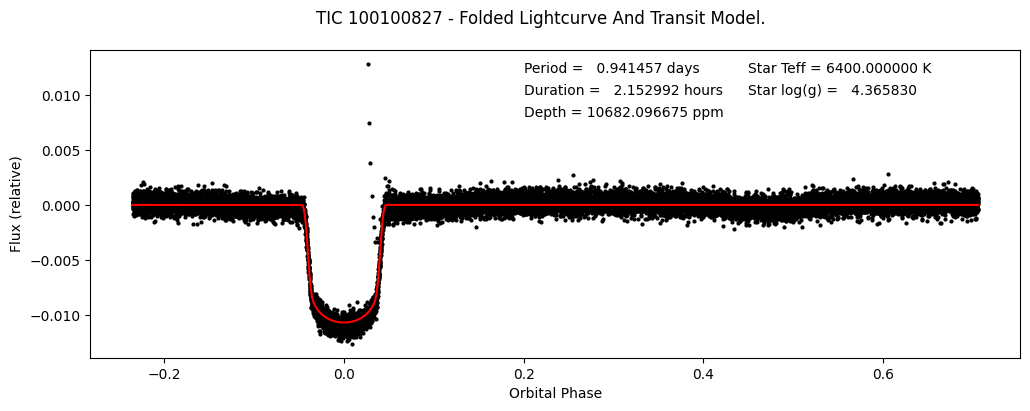 TIC 100100827 - Folded Lightcurve And Transit Model.
Period =   0.941457 days
Star Teff = 6400.000000 K
Duration =   2.152992 hours
Star log(g) =   4.365830
Depth = 10682.096675 ppm
Flux (relative)
0.010
0.005
0.000
−0.005
−0.010
−0.2
0.0
0.2
0.4
0.6
Orbital Phase